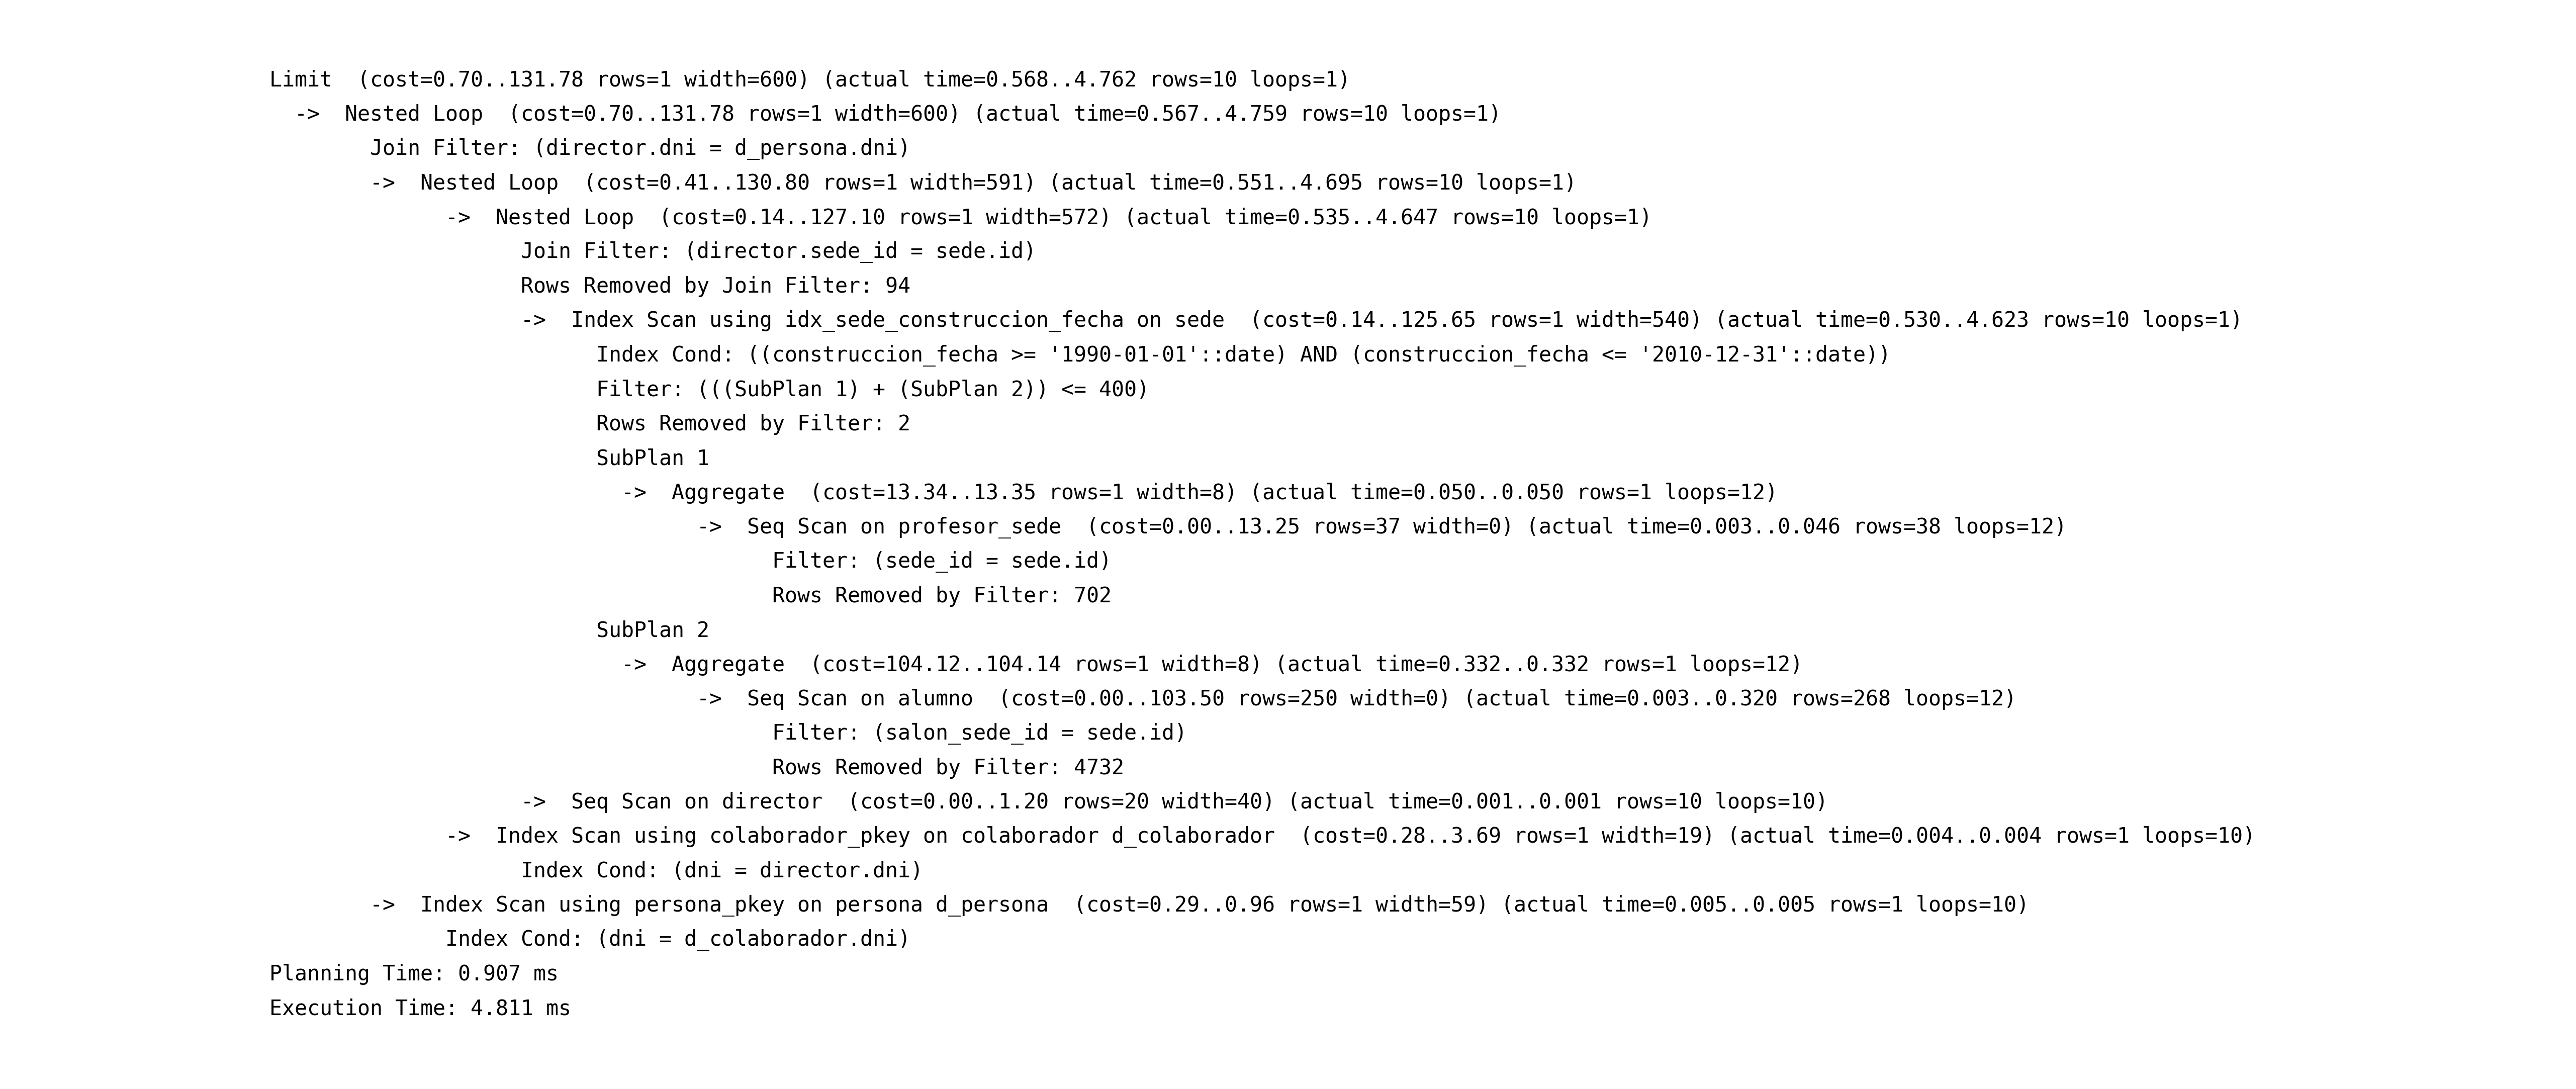 Limit  (cost=0.70..131.78 rows=1 width=600) (actual time=0.568..4.762 rows=10 loops=1)
  ->  Nested Loop  (cost=0.70..131.78 rows=1 width=600) (actual time=0.567..4.759 rows=10 loops=1)
        Join Filter: (director.dni = d_persona.dni)
        ->  Nested Loop  (cost=0.41..130.80 rows=1 width=591) (actual time=0.551..4.695 rows=10 loops=1)
              ->  Nested Loop  (cost=0.14..127.10 rows=1 width=572) (actual time=0.535..4.647 rows=10 loops=1)
                    Join Filter: (director.sede_id = sede.id)
                    Rows Removed by Join Filter: 94
                    ->  Index Scan using idx_sede_construccion_fecha on sede  (cost=0.14..125.65 rows=1 width=540) (actual time=0.530..4.623 rows=10 loops=1)
                          Index Cond: ((construccion_fecha >= '1990-01-01'::date) AND (construccion_fecha <= '2010-12-31'::date))
                          Filter: (((SubPlan 1) + (SubPlan 2)) <= 400)
                          Rows Removed by Filter: 2
                          SubPlan 1
                            ->  Aggregate  (cost=13.34..13.35 rows=1 width=8) (actual time=0.050..0.050 rows=1 loops=12)
                                  ->  Seq Scan on profesor_sede  (cost=0.00..13.25 rows=37 width=0) (actual time=0.003..0.046 rows=38 loops=12)
                                        Filter: (sede_id = sede.id)
                                        Rows Removed by Filter: 702
                          SubPlan 2
                            ->  Aggregate  (cost=104.12..104.14 rows=1 width=8) (actual time=0.332..0.332 rows=1 loops=12)
                                  ->  Seq Scan on alumno  (cost=0.00..103.50 rows=250 width=0) (actual time=0.003..0.320 rows=268 loops=12)
                                        Filter: (salon_sede_id = sede.id)
                                        Rows Removed by Filter: 4732
                    ->  Seq Scan on director  (cost=0.00..1.20 rows=20 width=40) (actual time=0.001..0.001 rows=10 loops=10)
              ->  Index Scan using colaborador_pkey on colaborador d_colaborador  (cost=0.28..3.69 rows=1 width=19) (actual time=0.004..0.004 rows=1 loops=10)
                    Index Cond: (dni = director.dni)
        ->  Index Scan using persona_pkey on persona d_persona  (cost=0.29..0.96 rows=1 width=59) (actual time=0.005..0.005 rows=1 loops=10)
              Index Cond: (dni = d_colaborador.dni)
Planning Time: 0.907 ms
Execution Time: 4.811 ms